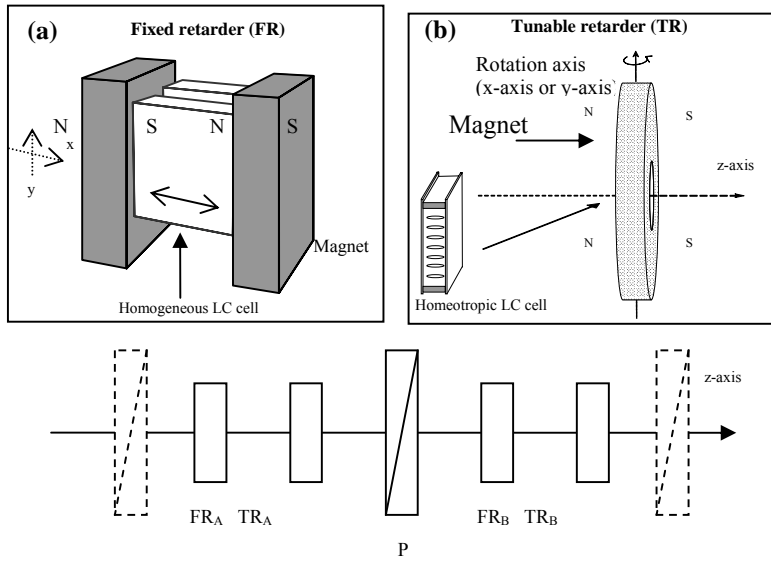 (a)
Fixed retarder (FR)
N
S
N
S
x
y
Magnet
Homogeneous LC cell
(b)
Tunable retarder (TR)
Rotation axis
(x-axis or y-axis)
N
S
Magnet
z-axis
N
S
Homeotropic LC cell
z-axis
FRA TRA
FRB TRB
P